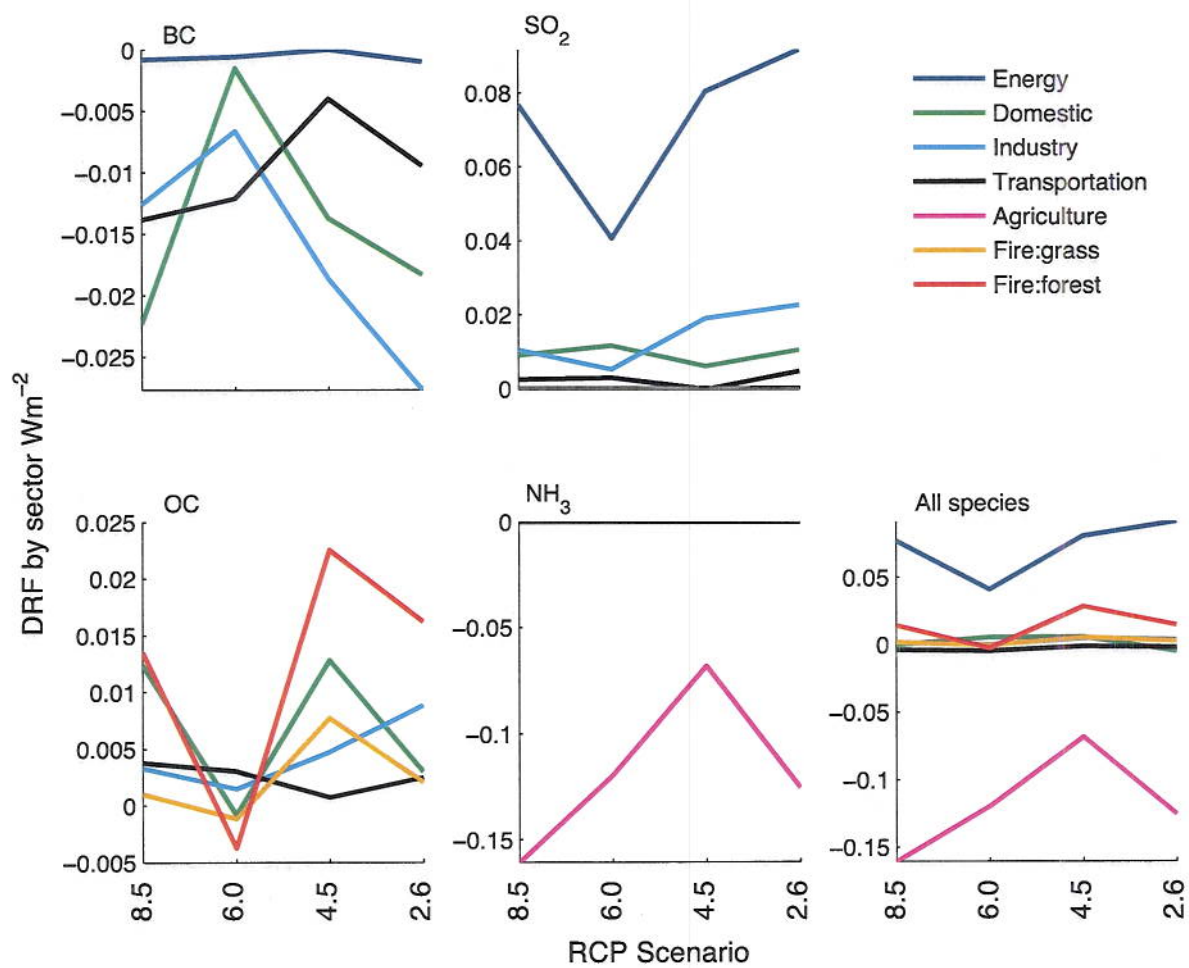 BC
0
−0.005
−0.01
−0.015
−0.02
−0.025
SO2
0.08
0.06
0.04
0.02
0
Energy
Domestic
Industry
Transportation
Agriculture
Fire:grass
Fire:forest
DRF by sector Wm−2
OC
0.025
0.02
0.015
0.01
0.005
0
−0.005
8.5
6.0
4.5
2.6
NH3
0
−0.05
−0.1
−0.15
8.5
6.0
4.5
2.6
All species
0.05
0
−0.05
−0.1
−0.15
8.5
6.0
4.5
2.6
RCP Scenario